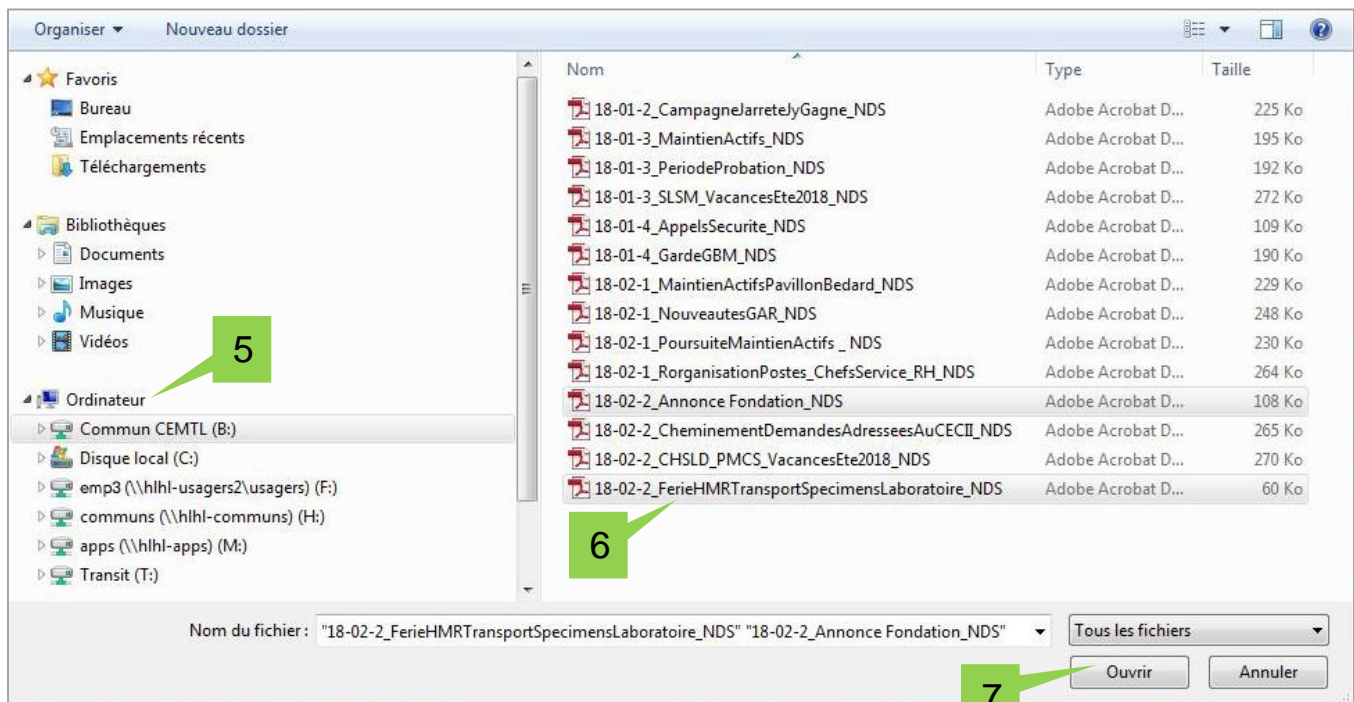 Organiser Nouveau dossier
Favoris
Bureau
Emplacements récents
Téléchargements
Bibliothèques
Documents
Images
Musique
Vidéos
5
Ordinateur
Commun CEMTL (B:)
Disque local (C:)
emp3 (\\hlhl-usagers2\usagers) (F:)
communs (\\hlhl-communs) (H:)
apps (\\hlhl-apps) (M:)
Transit (T:)
Nom Type Taille
18-01-2_CampagneJarreteJyGagne_NDS Adobe Acrobat D... 225 Ko
18-01-3_MaintienActifs_NDS Adobe Acrobat D... 195 Ko
18-01-3_PeriodeProbation_NDS Adobe Acrobat D... 192 Ko
18-01-3_SLSM_VacancesEte2018_NDS Adobe Acrobat D... 272 Ko
18-01-4_AppelsSecurite_NDS Adobe Acrobat D... 109 Ko
18-01-4_GardeGBM_NDS Adobe Acrobat D... 190 Ko
18-02-1_MaintienActifsPavillonBedard_NDS Adobe Acrobat D... 229 Ko
18-02-1_NouveautesGAR_NDS Adobe Acrobat D... 248 Ko
18-02-1_PoursuiteMaintienActifs _ NDS Adobe Acrobat D... 230 Ko
18-02-1_RorganisationPostes_ChefsService_RH_NDS Adobe Acrobat D... 264 Ko
18-02-2_Annonce Fondation_NDS Adobe Acrobat D... 108 Ko
18-02-2_CheminementDemandesAdresseesAuCECII_NDS Adobe Acrobat D... 265 Ko
18-02-2_CHSLD_PMCS_VacancesEte2018_NDS Adobe Acrobat D... 270 Ko
18-02-2_FerieHMRTransportSpecimensLaboratoire_NDS Adobe Acrobat D... 60 Ko
6
Nom du fichier : "18-02-2_FerieHMRTransportSpecimensLaboratoire_NDS" "18-02-2_Annonce Fondation_NDS" Tous les fichiers
7 Ouvrir Annuler